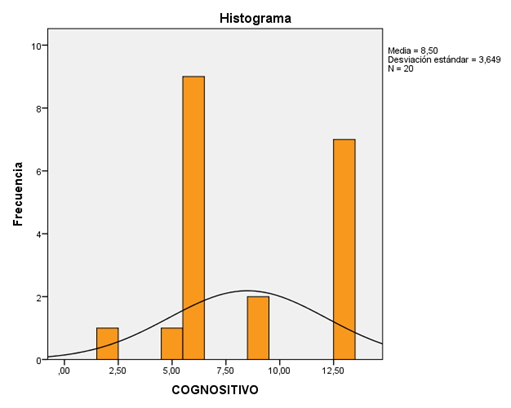 Histograma
Media = 8,50
Desviación estándar = 3,649
N = 20
Frecuencia
10
8
6
4
2
0
,00 2,50 5,00 7,50 10,00 12,50
COGNOSITIVO